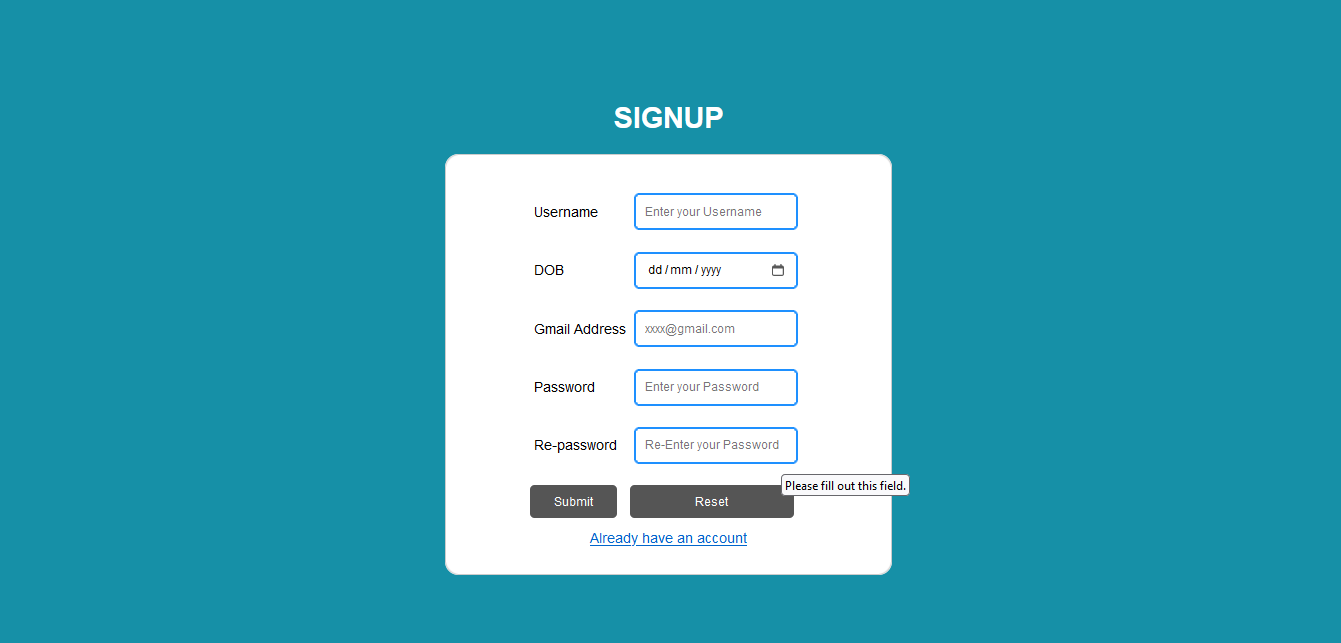 SIGNUP
Username Enter your Username
DOB dd / mm / yyyy
Gmail Address xxxx@gmail.com
Password Enter your Password
Re-password Re-Enter your Password
Please fill out this field.
Submit Reset
Already have an account